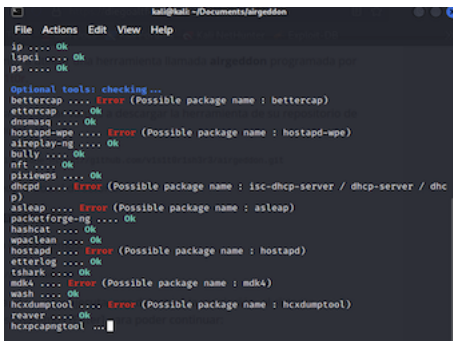 kali@kali: ~/Documents/airgeddon
File Actions Edit View Help
ip .... Ok
lspci .... Ok
ps .... Ok
Optional tools: checking...
bettercap .... Error (Possible package name : bettercap)
ettercap .... Ok
dnsmasq .... Ok
hostapd-wpe .... Error (Possible package name : hostapd-wpe)
aireplay-ng .... Ok
bully .... Ok
nft .... Ok
pixiewps .... Ok
dhcpd .... Error (Possible package name : isc-dhcp-server / dhcp-server / dhc
p)
asleap .... Error (Possible package name : asleap)
packetforge-ng .... Ok
hashcat .... Ok
wpaclean .... Ok
hostapd .... Error (Possible package name : hostapd)
etterlog .... Ok
tshark .... Ok
mdk4 .... Error (Possible package name : mdk4)
wash .... Ok
hcxdumptool .... Error (Possible package name : hcxdumptool)
reaver .... Ok
hcxpcapngtool ...